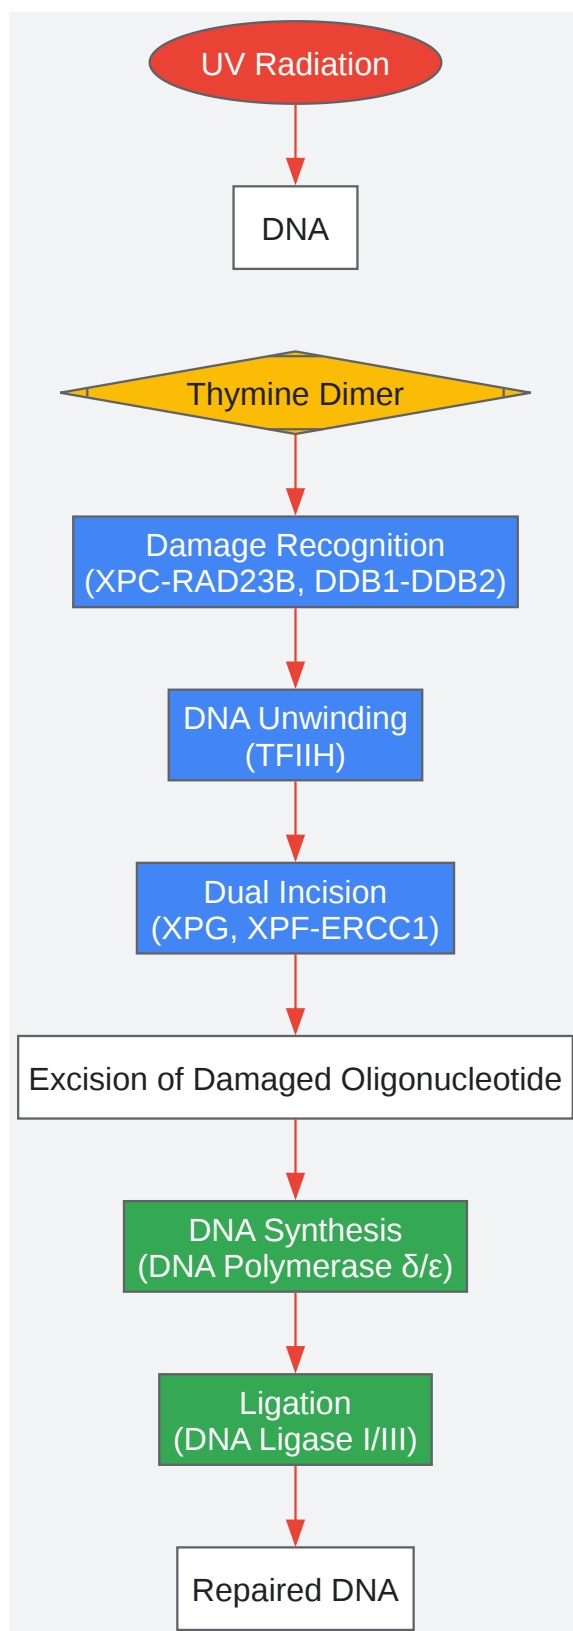 UV Radiation
DNA
Thymine Dimer
Damage Recognition
(XPC-RAD23B, DDB1-DDB2)
DNA Unwinding
(TFIIH)
Dual Incision
(XPG, XPF-ERCC1)
Excision of Damaged Oligonucleotide
DNA Synthesis
(DNA Polymerase δ/ε)
Ligation
(DNA Ligase I/III)
Repaired DNA